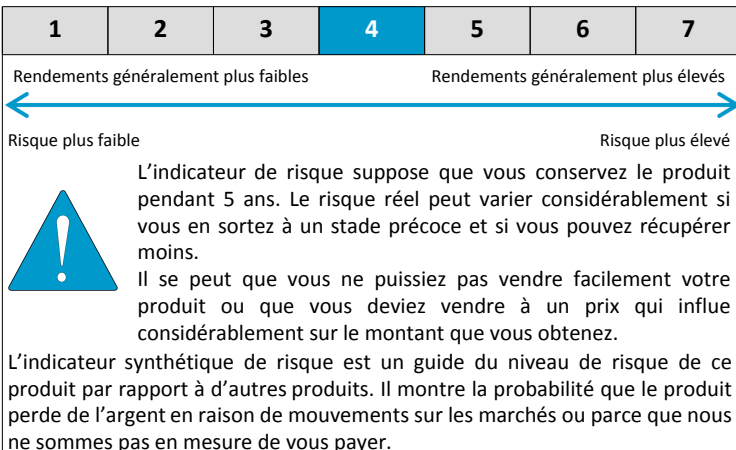 1 2 3 4 5 6 7
Rendements généralement plus faibles Rendements généralement plus élevés
Risque plus faible Risque plus élevé
L’indicateur de risque suppose que vous conservez le produit
pendant 5 ans. Le risque réel peut varier considérablement si
vous en sortez à un stade précoce et si vous pouvez récupérer
moins.
Il se peut que vous ne puissiez pas vendre facilement votre
produit ou que vous deviez vendre à un prix qui influe
considérablement sur le montant que vous obtenez.
L’indicateur synthétique de risque est un guide du niveau de risque de ce
produit par rapport à d’autres produits. Il montre la probabilité que le produit
perde de l’argent en raison de mouvements sur les marchés ou parce que nous
ne sommes pas en mesure de vous payer.